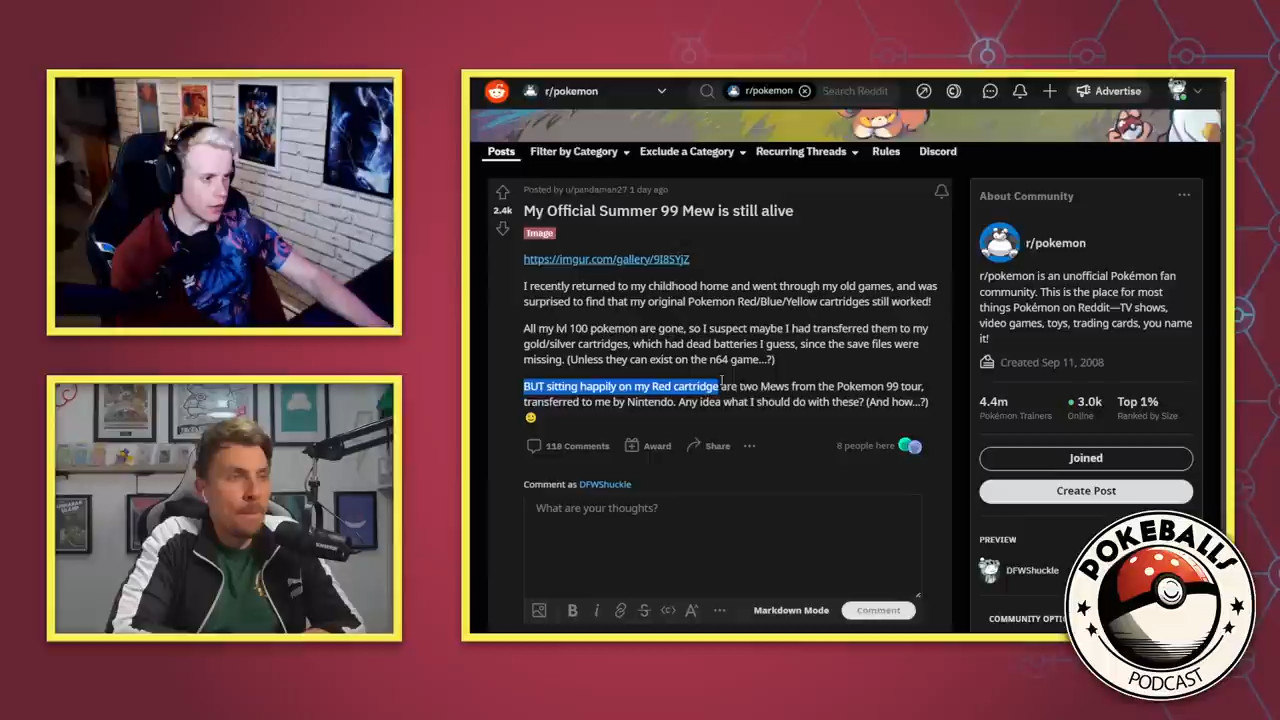 r/pokemon
r/pokemon
Search Reddit
Advertise
Posts
Filter by Category
Exclude a Category
Recurring Threads
Rules
Discord
Posted by u/pandaman27 1 day ago
2.4k
My Official Summer 99 Mew is still alive
Image
https://imgur.com/gallery/9I8SYjZ
I recently returned to my childhood home and went through my old games, and was
surprised to find that my original Pokemon Red/Blue/Yellow cartridges still worked!
All my lvl 100 pokemon are gone, so I suspect maybe I had transferred them to my
gold/silver cartridges, which had dead batteries I guess, since the save files were
missing. (Unless they can exist on the n64 game...?)
BUT sitting happily on my Red cartridge are two Mews from the Pokemon 99 tour,
transferred to me by Nintendo. Any idea what I should do with these? (And how...?)
118 Comments
Award
Share
8 people here
Comment as DFWShuckle
What are your thoughts?
Markdown Mode
Comment
About Community
r/pokemon
r/pokemon is an unofficial Pokémon fan
community. This is the place for most
things Pokémon on Reddit—TV shows,
video games, toys, trading cards, you name
it!
Created Sep 11, 2008
4.4m
Pokémon Trainers
3.0k
Online
Top 1%
Ranked by Size
Joined
Create Post
PREVIEW
DFWShuckle
COMMUNITY OPTI
POKEBALLS
PODCAST